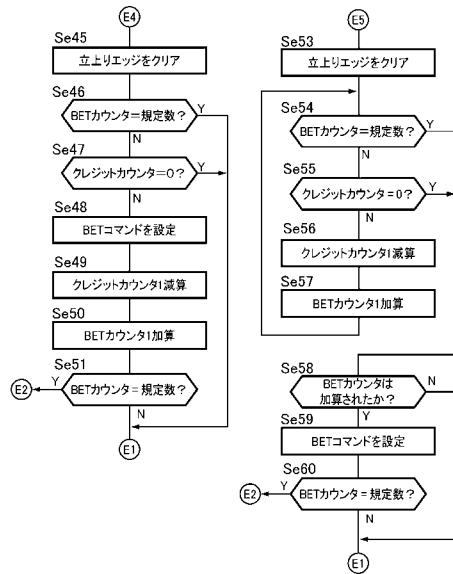 E4
Se45
立上りエッジをクリア
Se46
BETカウンタ=規定数？
Y
N
Se47
クレジットカウンタ=0？
Y
N
Se48
BETコマンドを設定
Se49
クレジットカウンタ1減算
Se50
BETカウンタ1加算
Se51
BETカウンタ=規定数？
Y
E2
N
E1
E5
Se53
立上りエッジをクリア
Se54
BETカウンタ=規定数？
Y
N
Se55
クレジットカウンタ=0？
Y
N
Se56
クレジットカウンタ1減算
Se57
BETカウンタ1加算
Se58
BETカウンタは
加算されたか？
N
Y
Se59
BETコマンドを設定
Se60
BETカウンタ=規定数？
Y
E2
N
E1